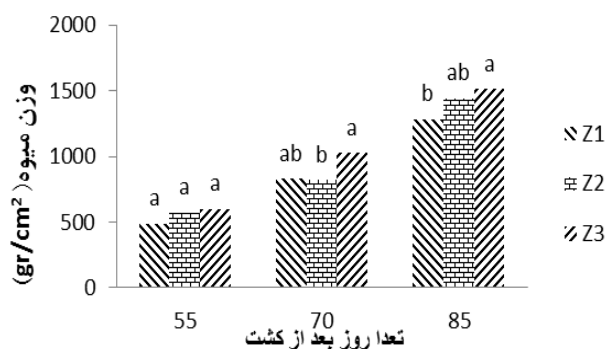 2000
1500
1000
500
0
وزن میوه (gr/cm²)
a a a
ab b a
b ab a
55 70 85
تعدا روز بعد از کشت
Z1
Z2
Z3